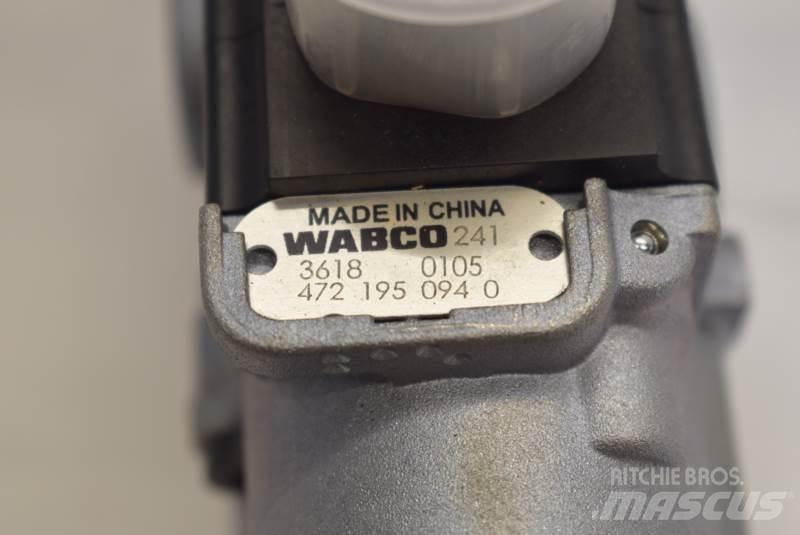 MADE IN CHINA
WABCO 241
3618 0105
472 195 094 0
RITCHIE BROS.
MASCUS